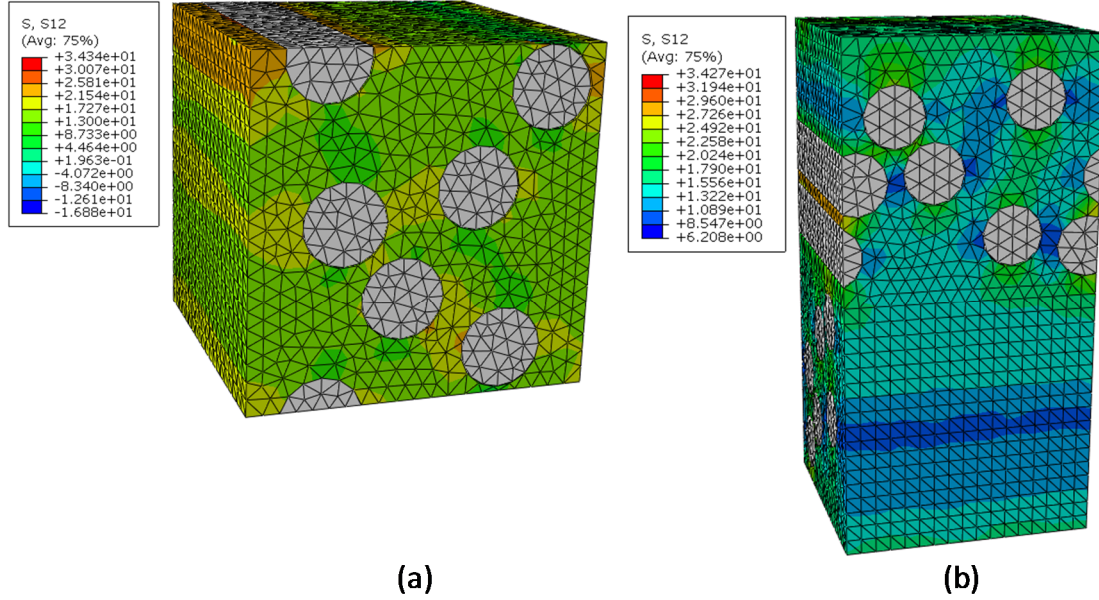 S, S12
(Avg: 75%)
+3.434e+01
+3.007e+01
+2.581e+01
+2.154e+01
+1.727e+01
+1.300e+01
+8.733e+00
+4.464e+00
+1.963e-01
-4.072e+00
-8.340e+00
-1.261e+01
-1.688e+01
S, S12
(Avg: 75%)
+3.427e+01
+3.194e+01
+2.960e+01
+2.726e+01
+2.492e+01
+2.258e+01
+2.024e+01
+1.790e+01
+1.556e+01
+1.322e+01
+1.089e+01
+8.547e+00
+6.208e+00
(a)
(b)